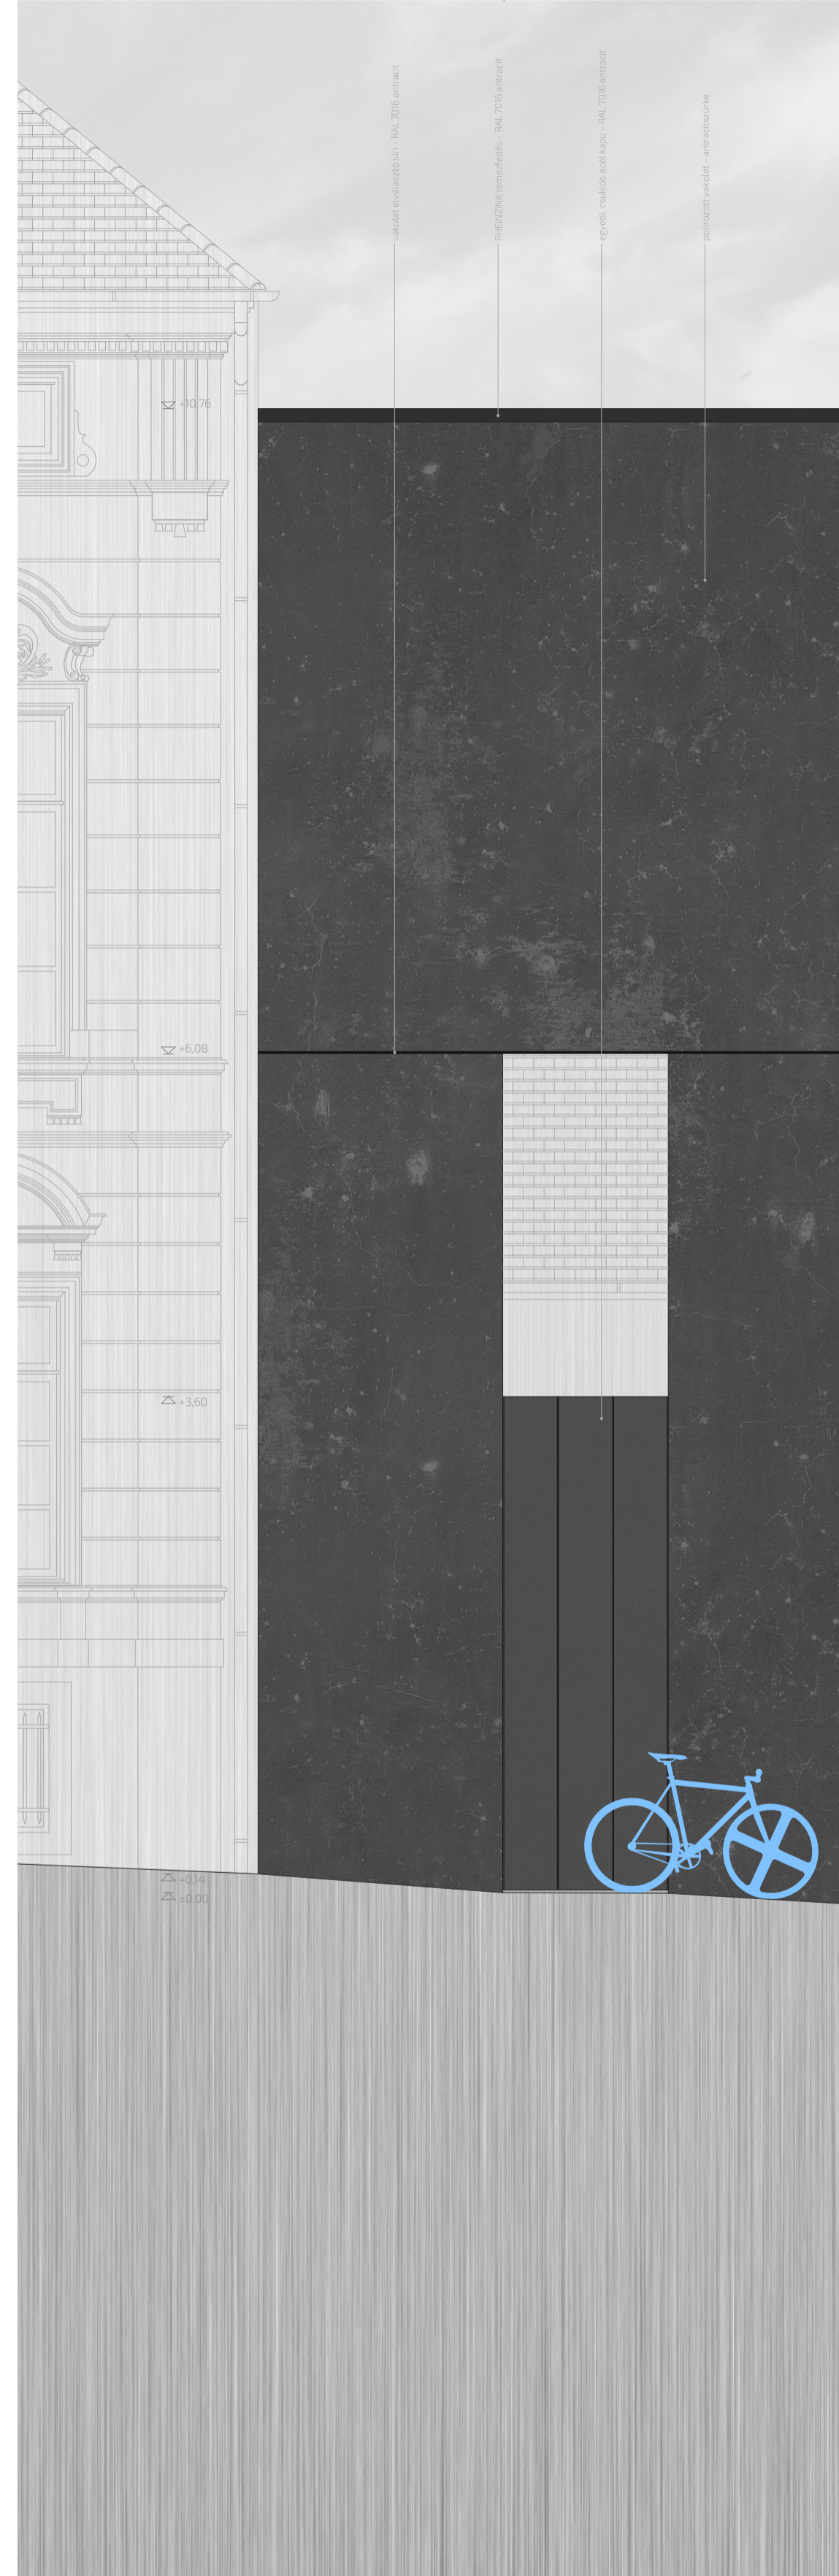 vakolat elválasztó sín - RAL 7016 antracit
RHEINZINK lemezfedés - RAL 7016 antracit
egyedi, csuklós acél kapu - RAL 7016 antracit
polírozott vakolat - antracitszürke
+10,76
+6,08
+3,60
+0,14
±0,00